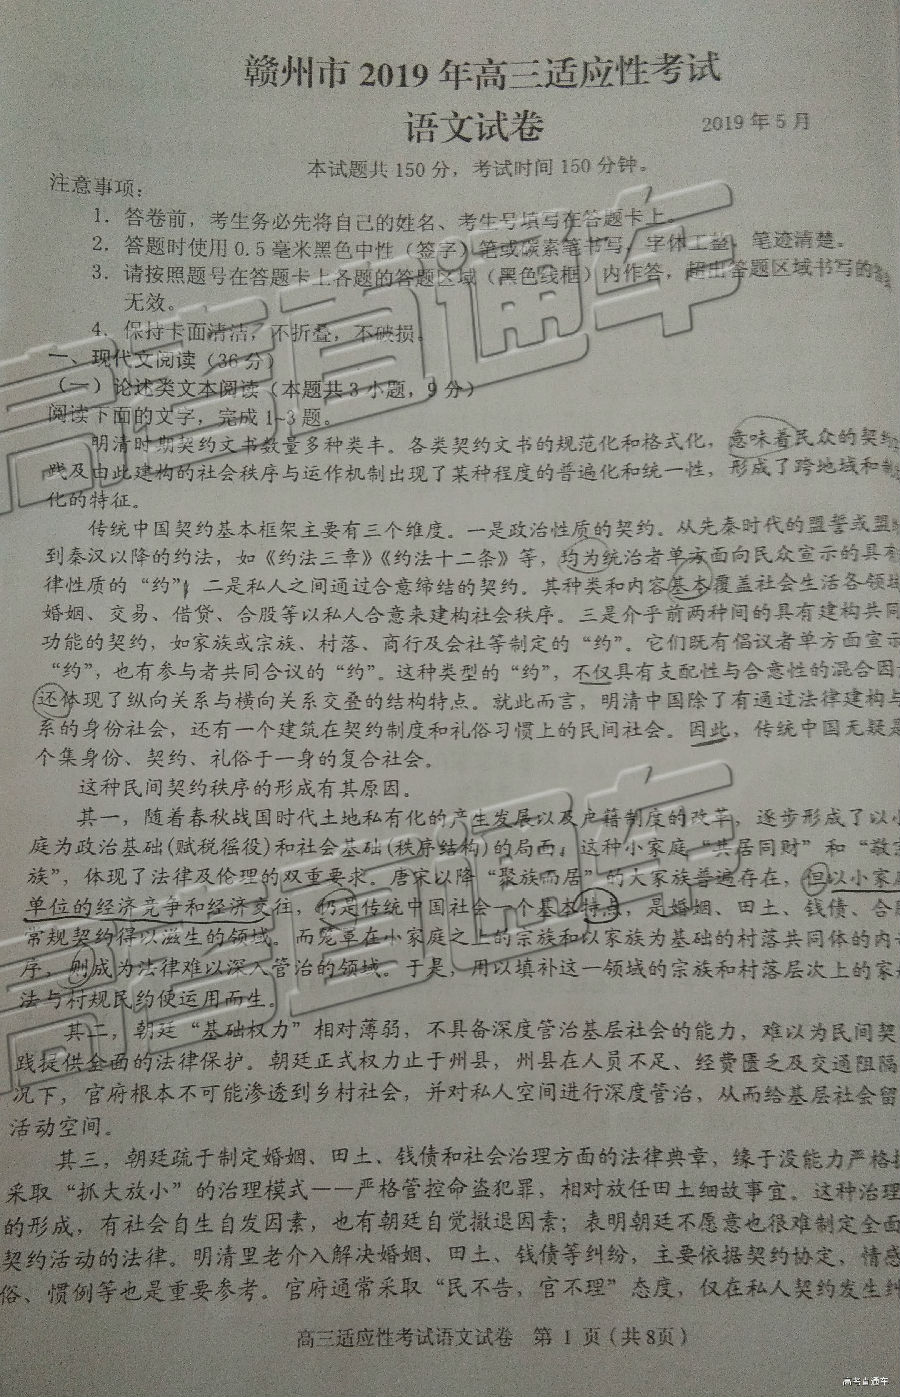 赣州市2019年高三适应性考试
语文试卷
2019年5月
本试题共150分，考试时间150分钟。
注意事项：
1．答卷前，考生务必先将自己的姓名、考生号填写在答题卡上。
2．答题时使用0.5毫米黑色中性（签字）笔或碳素笔书写，字体工整，笔迹清楚。
3．请按照题号在答题卡上各题的答题区域（黑色线框）内作答，超出答题区域书写的答案
无效。
4．保持卡面清洁，不折叠，不破损。
一、现代文阅读（36分）
（一）论述类文本阅读（本题共3小题，9分）
阅读下面的文字，完成1~3题。
明清时期契约文书数量多种类丰。各类契约文书的规范化和格式化，意味着民众的契约
践及由此建构的社会秩序与运作机制出现了某种程度的普遍化和统一性，形成了跨地域和制
化的特征。
传统中国契约基本框架主要有三个维度。一是政治性质的契约。从先秦时代的盟誓或盟
到秦汉以降的约法，如《约法三章》《约法十二条》等，均为统治者单方面向民众宣示的具有
律性质的“约”；二是私人之间通过合意缔结的契约。其种类和内容基本覆盖社会生活各领域
婚姻、交易、借贷、合股等以私人合意来建构社会秩序。三是介乎前两种间的具有建构共同
功能的契约，如家族或宗族、村落、商行及会社等制定的“约”。它们既有倡议者单方面宣示
“约”，也有参与者共同合议的“约”。这种类型的“约”，不仅具有支配性与合意性的混合因
还体现了纵向关系与横向关系交叠的结构特点。就此而言，明清中国除了有通过法律建构与
系的身份社会，还有一个建筑在契约制度和礼俗习惯上的民间社会。因此，传统中国无疑是
个集身份、契约、礼俗于一身的复合社会。
这种民间契约秩序的形成有其原因。
其一，随着春秋战国时代土地私有化的产生发展以及户籍制度的改革，逐步形成了以小
庭为政治基础(赋税徭役)和社会基础(秩序结构)的局面。这种小家庭“共居同财”和“敬宗
族”，体现了法律及伦理的双重要求。唐宋以降“聚族而居”的大家族普遍存在，但以小家庭
单位的经济竞争和经济交往，仍是传统中国社会一个基本特点，是婚姻、田土、钱债、合股
常规契约得以滋生的领域。而笼罩在小家庭之上的宗族和以家族为基础的村落共同体的内部
序，则成为法律难以深入管治的领域。于是，用以填补这一领域的宗族和村落层次上的家
法与村规民约便运用而生。
其二，朝廷“基础权力”相对薄弱，不具备深度管治基层社会的能力，难以为民间契
践提供全面的法律保护。朝廷正式权力止于州县，州县在人员不足、经费匮乏及交通阻隔
况下，官府根本不可能渗透到乡村社会，并对私人空间进行深度管治，从而给基层社会留
活动空间。
其三，朝廷疏于制定婚姻、田土、钱债和社会治理方面的法律典章，缘于没能力严格
采取“抓大放小”的治理模式——严格管控命盗犯罪，相对放任田土细故事宜。这种治理
的形成，有社会自生自发因素，也有朝廷自觉撤退因素；表明朝廷不愿意也很难制定全面
契约活动的法律。明清里老介入解决婚姻、田土、钱债等纠纷，主要依据契约协定，情感
俗、惯例等也是重要参考。官府通常采取“民不告，官不理”态度，仅在私人契约发生纠
高三适应性考试语文试卷 第1页（共8页）
高考直通车
高考直通车
高考直通车